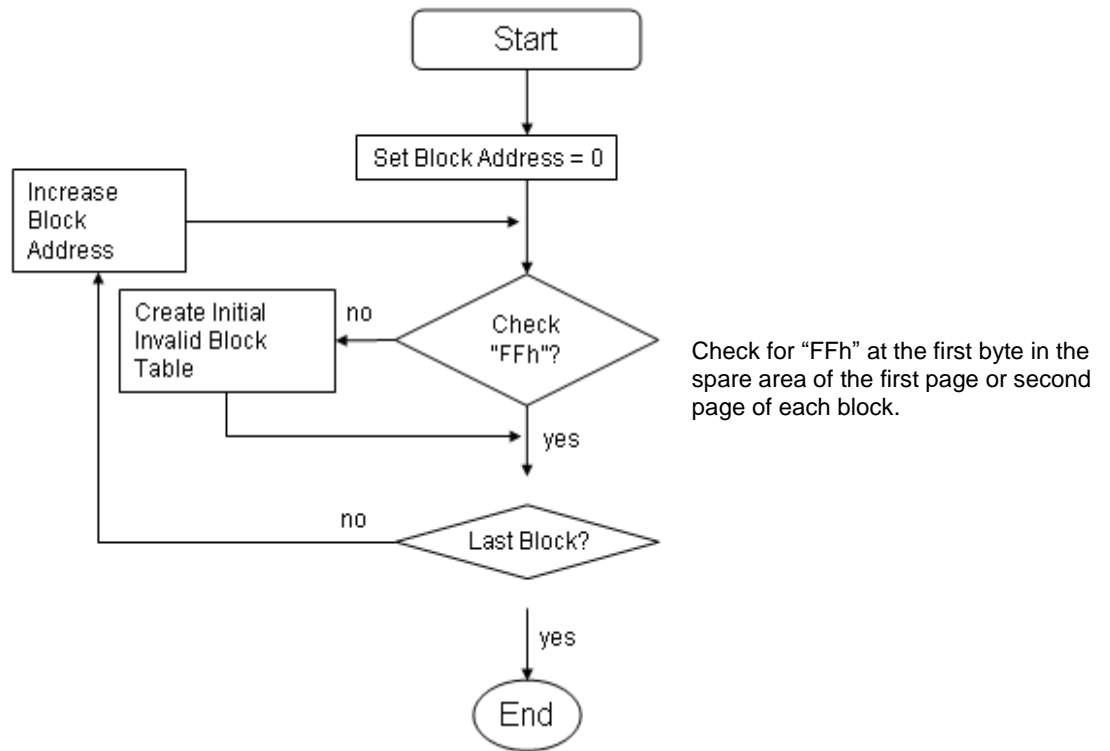 Start
Set Block Address = 0
Increase
Block
Address
Create Initial
Invalid Block
Table
no
Check
"FFh"?
Check for “FFh” at the first byte in the
spare area of the first page or second
page of each block.
yes
no
Last Block?
yes
End